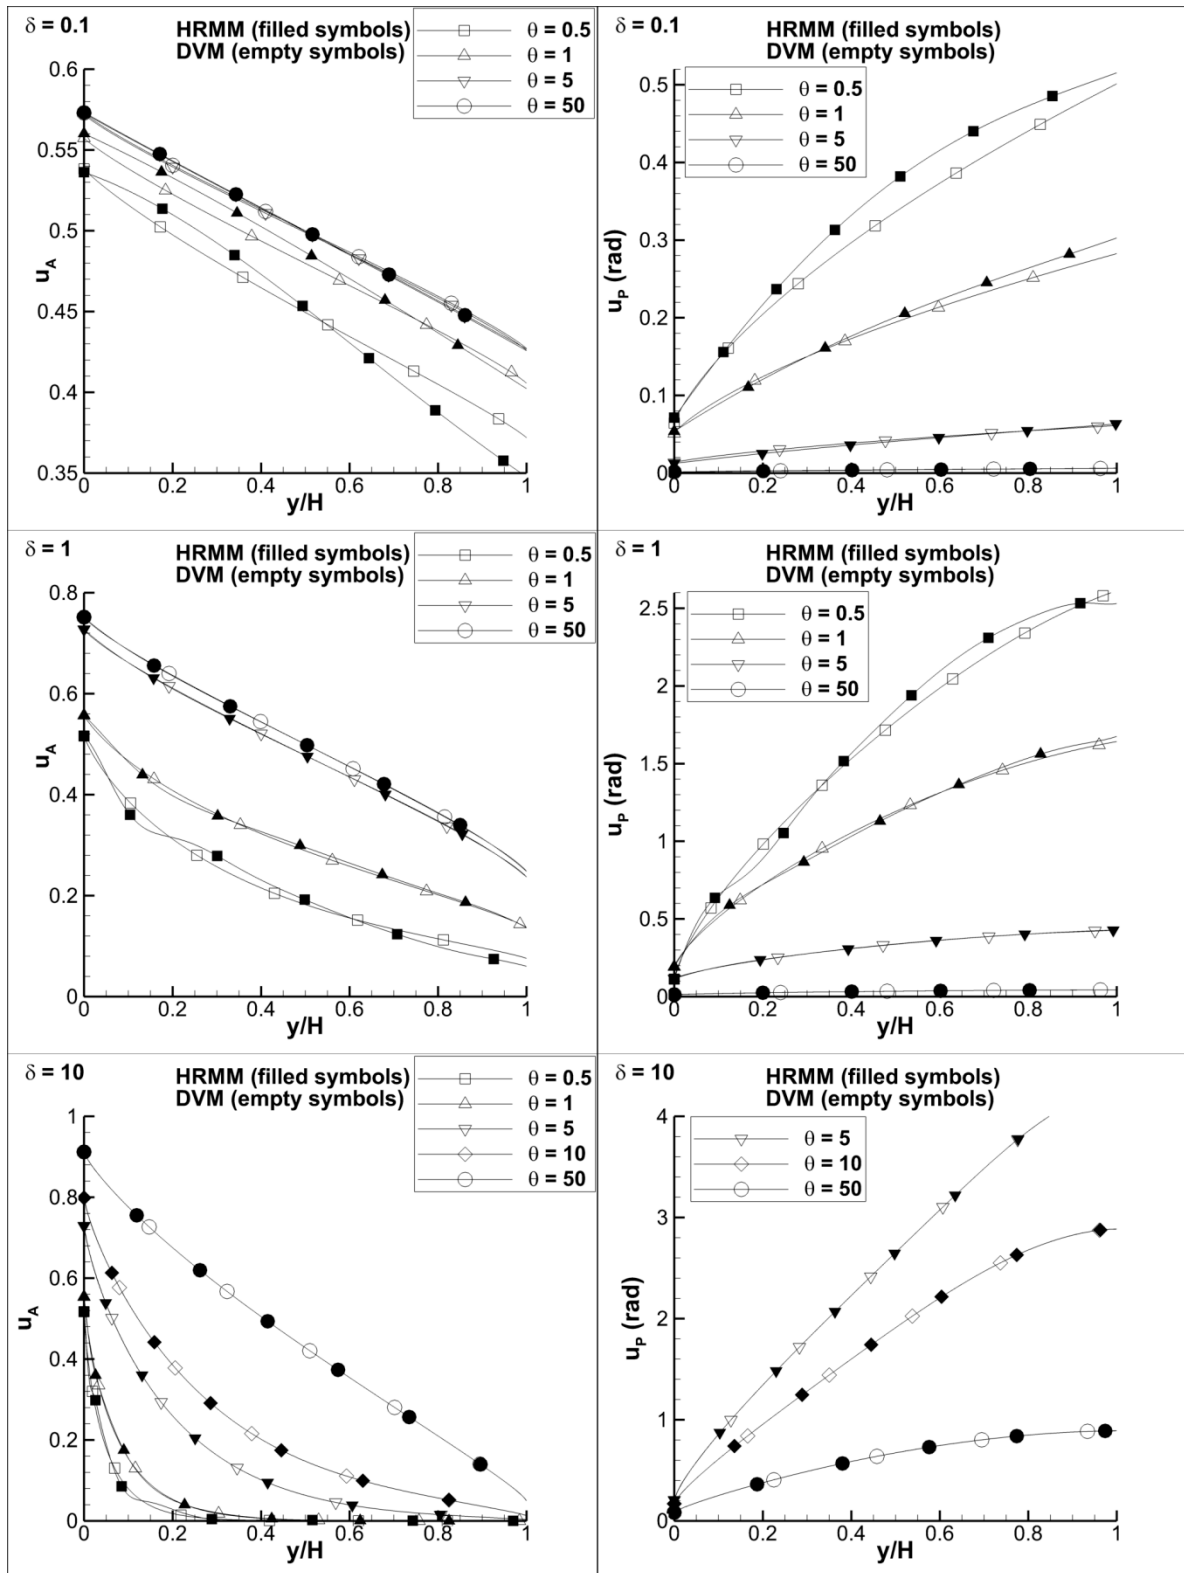 δ = 0.1
HRMM (filled symbols)
DVM (empty symbols)
θ = 0.5
θ = 1
θ = 5
θ = 50
0.6
0.55
0.5
0.45
0.4
0.35
u_A
0 0.2 0.4 0.6 0.8 1
y/H
δ = 0.1
HRMM (filled symbols)
DVM (empty symbols)
θ = 0.5
θ = 1
θ = 5
θ = 50
0.5
0.4
0.3
0.2
0.1
0
u_P (rad)
0 0.2 0.4 0.6 0.8 1
y/H
δ = 1
HRMM (filled symbols)
DVM (empty symbols)
θ = 0.5
θ = 1
θ = 5
θ = 50
0.8
0.6
0.4
0.2
0
u_A
0 0.2 0.4 0.6 0.8 1
y/H
δ = 1
HRMM (filled symbols)
DVM (empty symbols)
θ = 0.5
θ = 1
θ = 5
θ = 50
2.5
2
1.5
1
0.5
0
u_P (rad)
0 0.2 0.4 0.6 0.8 1
y/H
δ = 10
HRMM (filled symbols)
DVM (empty symbols)
θ = 0.5
θ = 1
θ = 5
θ = 10
θ = 50
1
0.8
0.6
0.4
0.2
0
u_A
0 0.2 0.4 0.6 0.8 1
y/H
δ = 10
HRMM (filled symbols)
DVM (empty symbols)
θ = 5
θ = 10
θ = 50
4
3
2
1
0
u_P (rad)
0 0.2 0.4 0.6 0.8 1
y/H